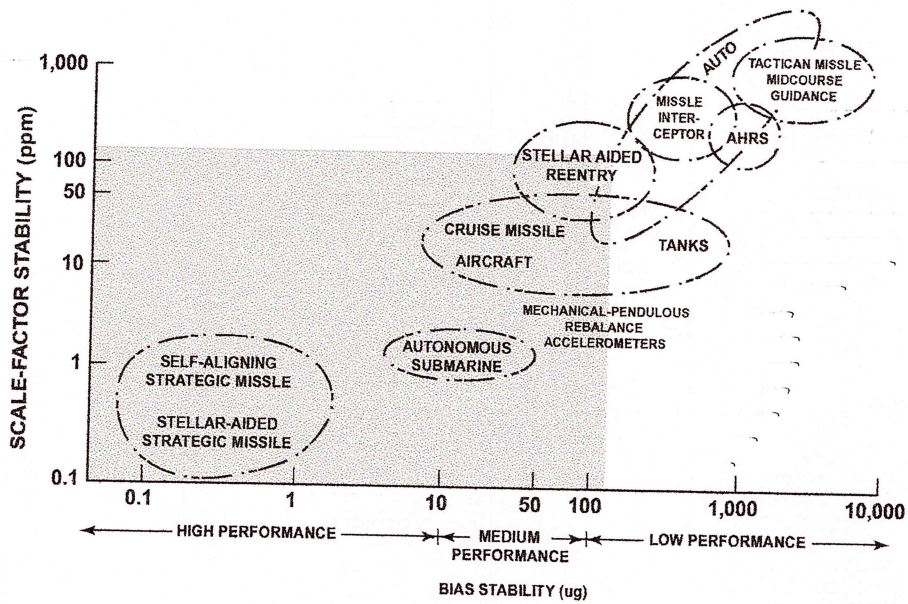 SCALE-FACTOR STABILITY (ppm)
1,000
100
50
10
1
0.1
AUTO
TACTICAN MISSLE
MIDCOURSE
GUIDANCE
MISSLE
INTER-
CEPTOR
AHRS
STELLAR AIDED
REENTRY
CRUISE MISSILE
AIRCRAFT
TANKS
MECHANICAL-PENDULOUS
REBALANCE
ACCELEROMETERS
AUTONOMOUS
SUBMARINE
SELF-ALIGNING
STRATEGIC MISSLE
STELLAR-AIDED
STRATEGIC MISSILE
0.1 1 10 50 100 1,000 10,000
HIGH PERFORMANCE
MEDIUM
PERFORMANCE
LOW PERFORMANCE
BIAS STABILITY (ug)